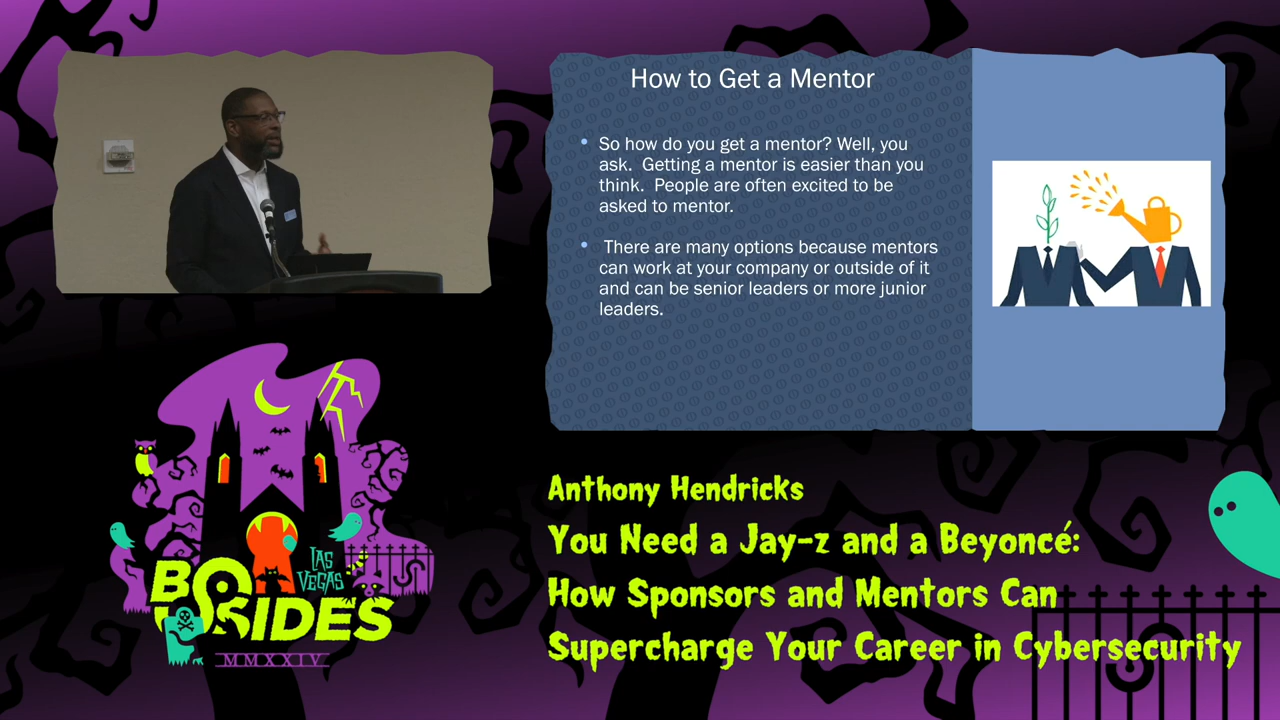 How to Get a Mentor
• So how do you get a mentor? Well, you
ask. Getting a mentor is easier than you
think. People are often excited to be
asked to mentor.
• There are many options because mentors
can work at your company or outside of it
and can be senior leaders or more junior
leaders.
BSIDES
LAS
VEGAS
MMXXIV
Anthony Hendricks
You Need a Jay-z and a Beyoncé:
How Sponsors and Mentors Can
Supercharge Your Career in Cybersecurity